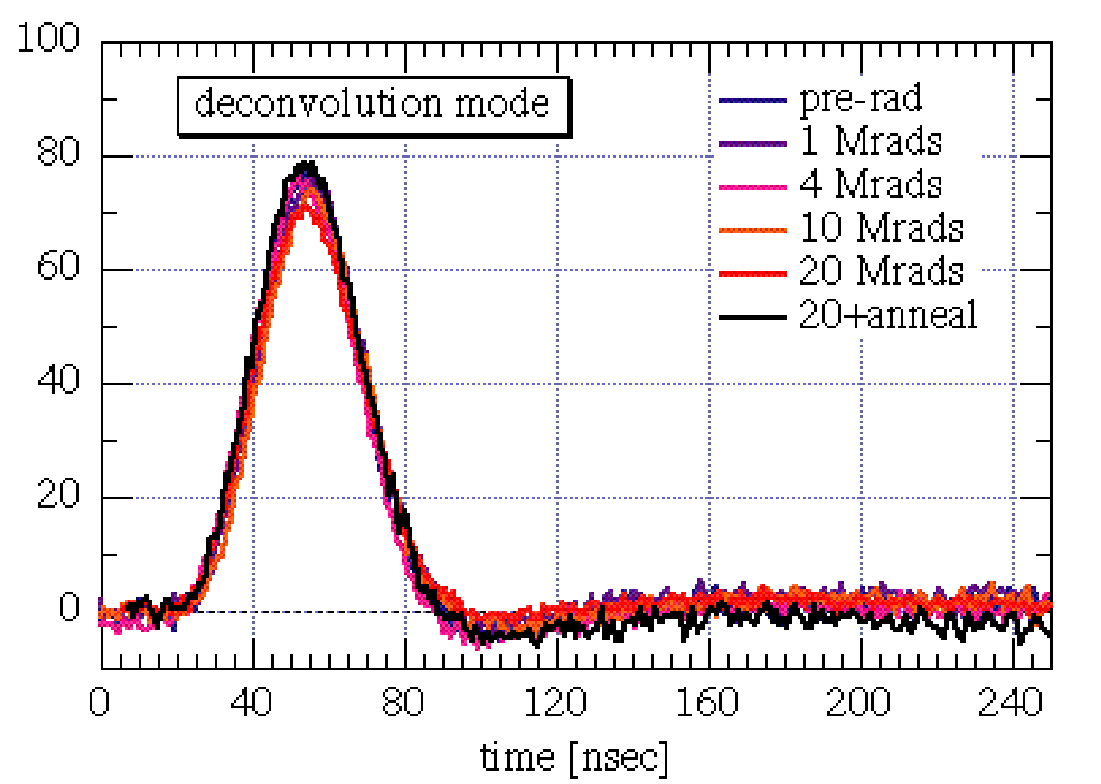 100
80
60
40
20
0
deconvolution mode
pre-rad
1 Mrads
4 Mrads
10 Mrads
20 Mrads
20+anneal
0 40 80 120 160 200 240
time [nsec]